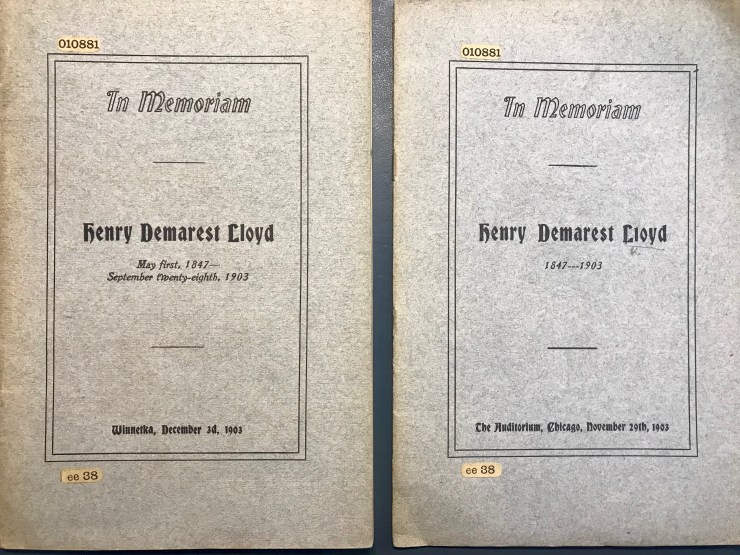 010881
In Memoriam
Henry Demarest Lloyd
May first, 1847—
September twenty-eighth, 1903
Winnetka, December 3d, 1903
ee 38
010881
In Memoriam
Henry Demarest Lloyd
1847---1903
The Auditorium, Chicago, November 29th, 1903
ee 38